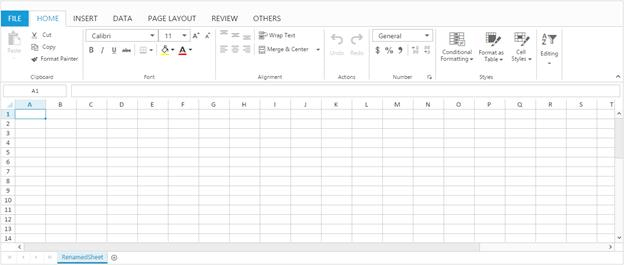 FILE HOME INSERT DATA PAGE LAYOUT REVIEW OTHERS
Paste Cut Copy Format Painter
Calibri 11
B I U A
Wrap Text
Merge & Center
Undo Redo
General
$ % ,
Conditional Formatting Format as Table Cell Styles
A Z Editing
Clipboard Font Alignment Actions Number Styles
A1
A B C D E F G H I J K L M N O P Q R S T
1
2
3
4
5
6
7
8
9
10
11
12
13
14
RenamedSheet